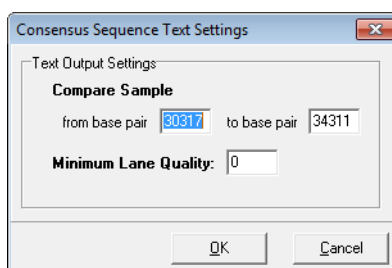 Consensus Sequence Text Settings
Text Output Settings
Compare Sample
from base pair 30317 to base pair 34311
Minimum Lane Quality: 0
OK Cancel